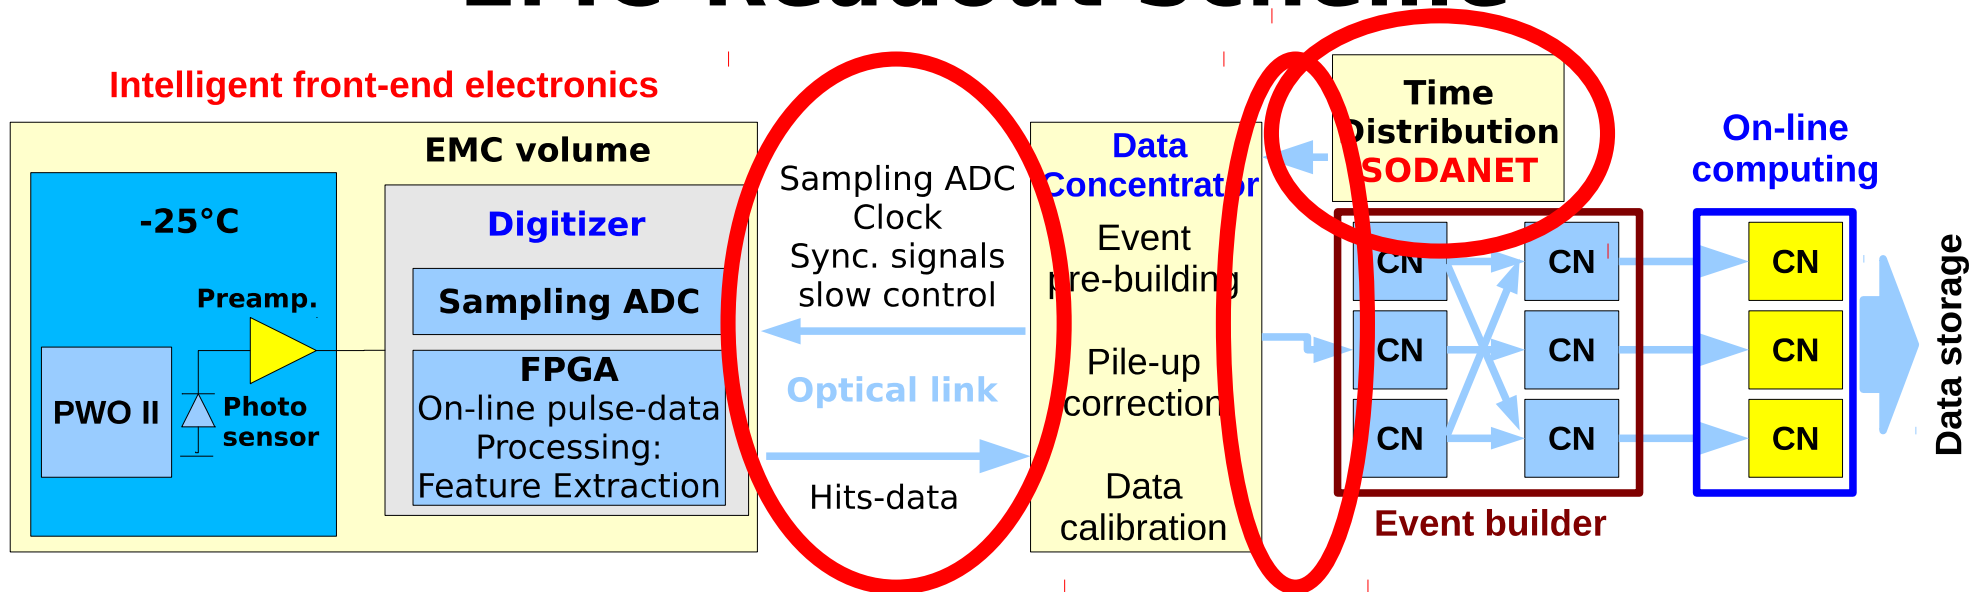 EMC Readout Scheme
Intelligent front-end electronics
EMC volume
-25°C
Preamp.
PWO II
Photo
sensor
Digitizer
Sampling ADC
FPGA
On-line pulse-data
Processing:
Feature Extraction
Sampling ADC
Clock
Sync. signals
slow control
Optical link
Hits-data
Data
Concentrator
Event
pre-building
Pile-up
correction
Data
calibration
Time
Distribution
SODANET
CN
CN
CN
CN
CN
CN
Event builder
On-line
computing
CN
CN
CN
Data storage